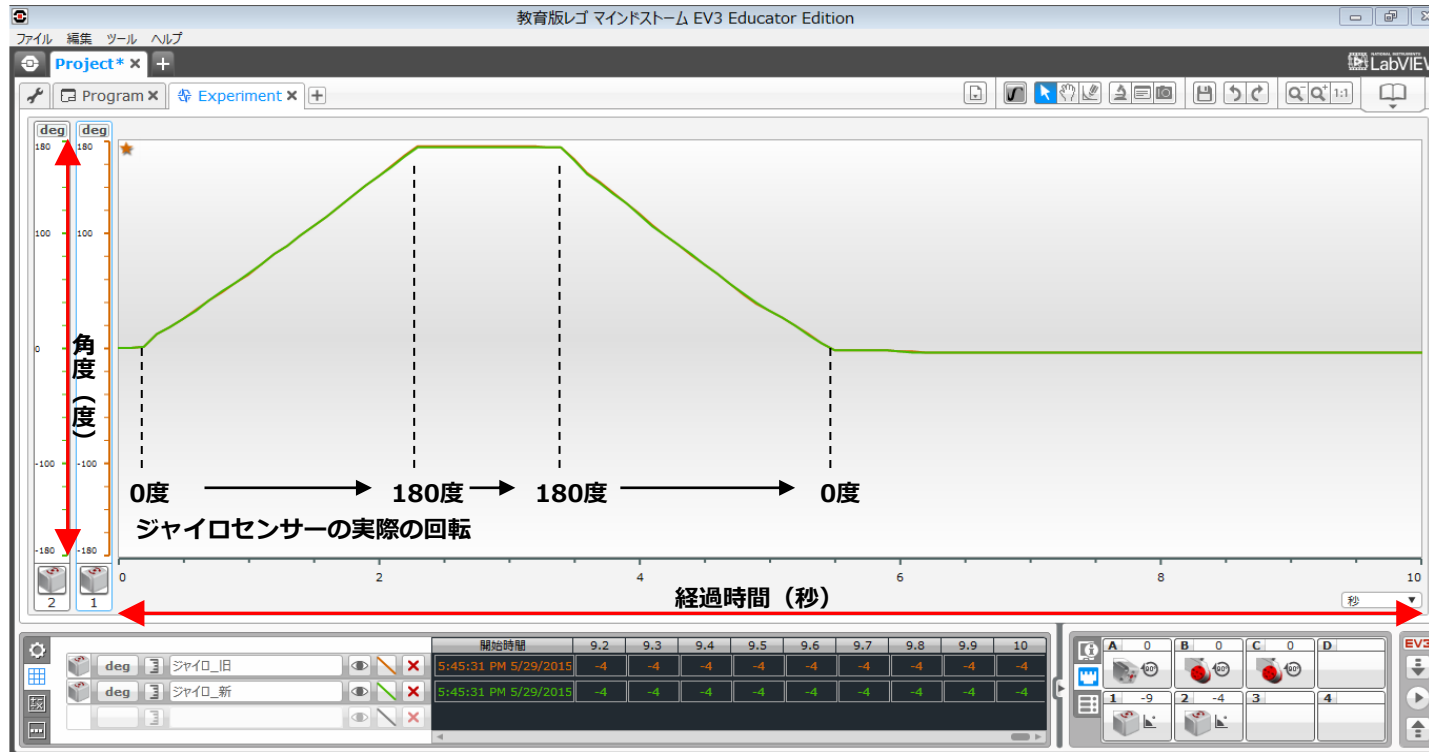 教育版レゴ マインドストーム EV3 Educator Edition
ファイル 編集 ツール ヘルプ
Project* × +
NATIONAL INSTRUMENTS
LabVIEW
Program × Experiment × +
1:1
deg deg
180 180
100 100
0
-100 -100
-180 -180
角度(度)
0度 180度 180度 0度
ジャイロセンサーの実際の回転
0 2 4 6 8 10
2 1
経過時間(秒)
秒
開始時間 9.2 9.3 9.4 9.5 9.6 9.7 9.8 9.9 10
deg ジャイロ_旧 5:45:31 PM 5/29/2015 -4 -4 -4 -4 -4 -4 -4 -4 -4
deg ジャイロ_新 5:45:31 PM 5/29/2015 -4 -4 -4 -4 -4 -4 -4 -4 -4
A 0 B 0 C 0 D
1 -9 2 -4 3 4
EV3